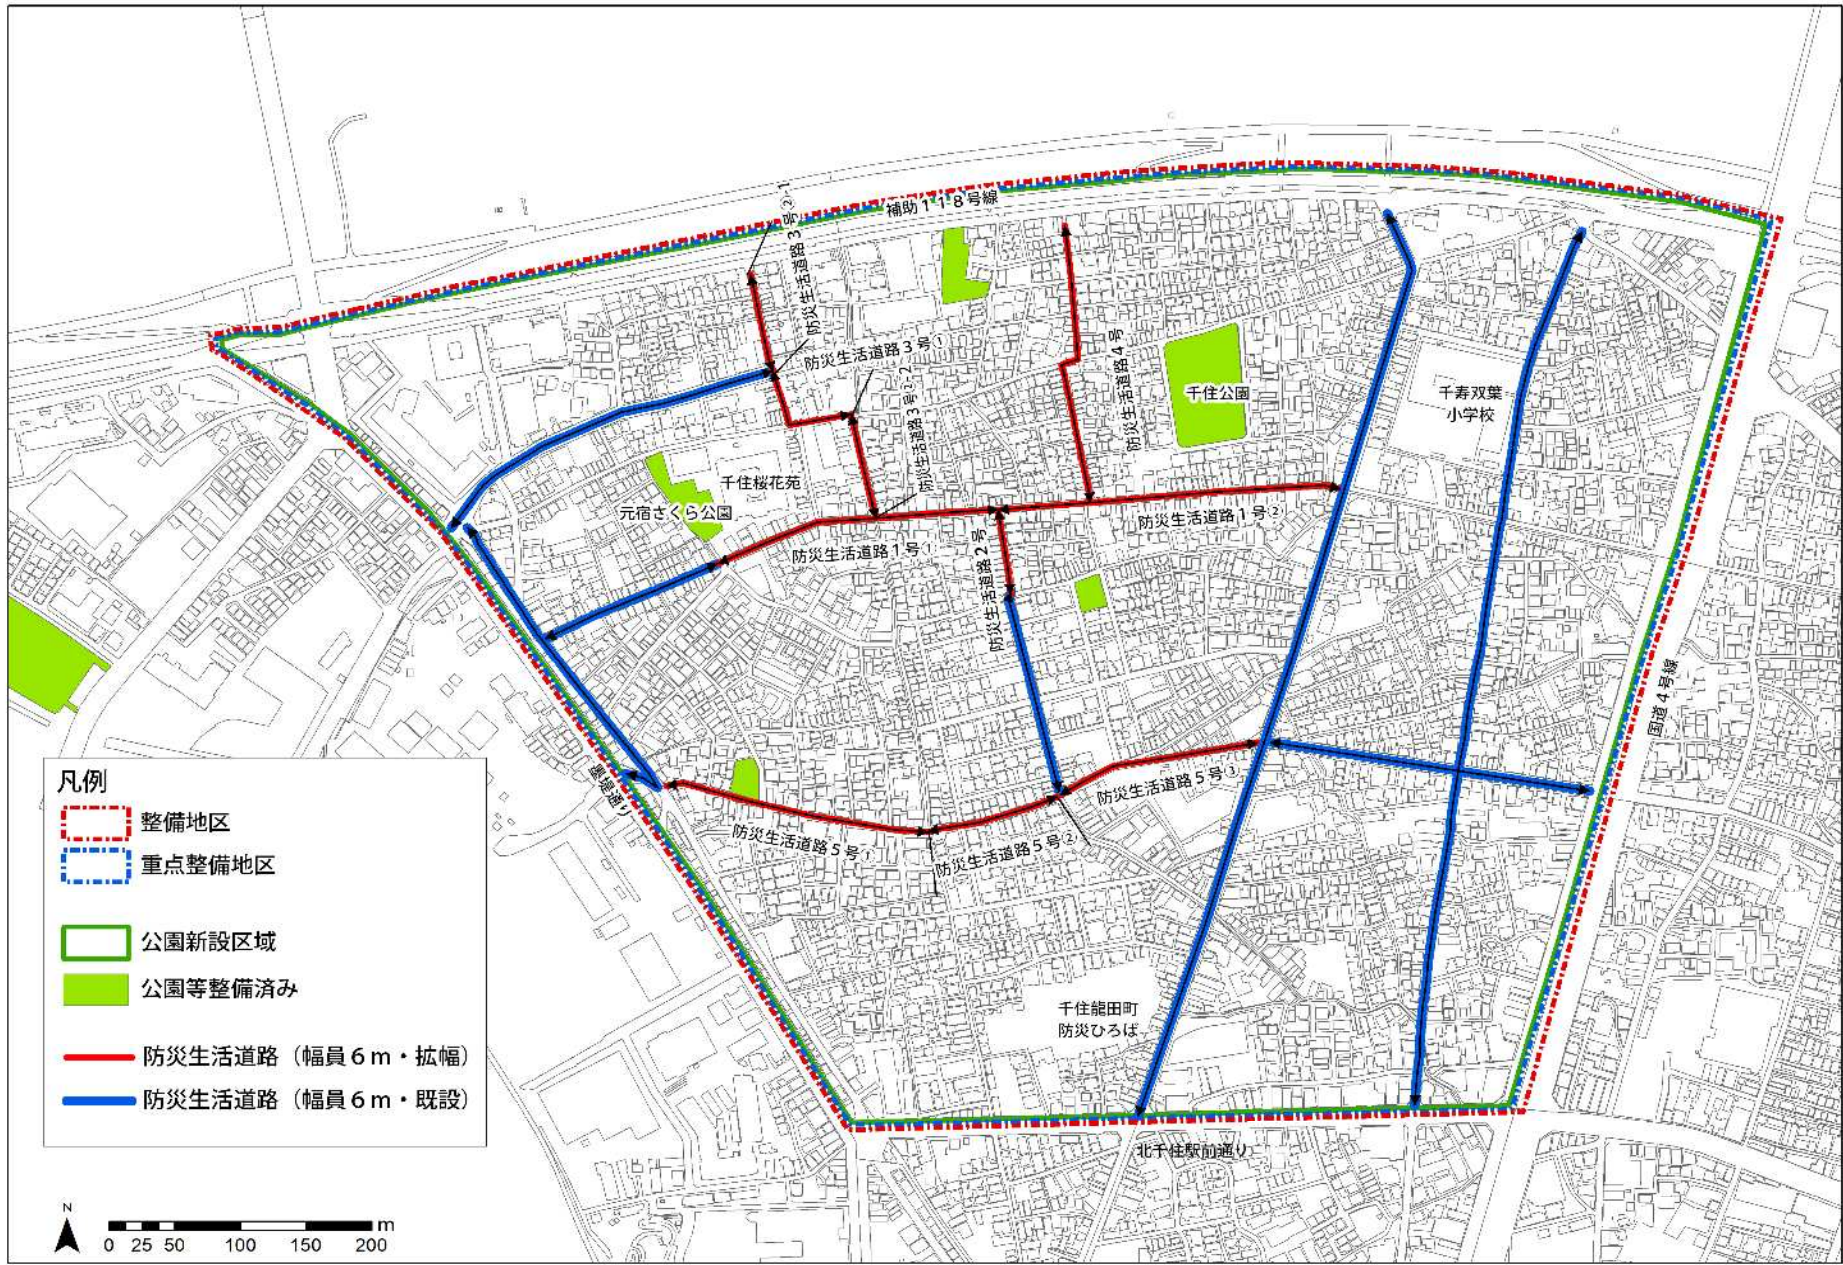 補助１１８号線
防災生活道路３号②-1
防災生活道路３号①
防災生活道路３号②-2
防災生活道路４号
千住公園
千寿双葉
小学校
千住桜花苑
元宿さくら公園
防災生活道路１号①
防災生活道路１号②
防災生活道路２号
国道４号線
墨堤通り
防災生活道路５号①
防災生活道路５号②
防災生活道路５号③
千住龍田町
防災ひろば
北千住駅前通り
凡例
整備地区
重点整備地区
公園新設区域
公園等整備済み
防災生活道路（幅員６ｍ・拡幅）
防災生活道路（幅員６ｍ・既設）
N
m
0 25 50 100 150 200